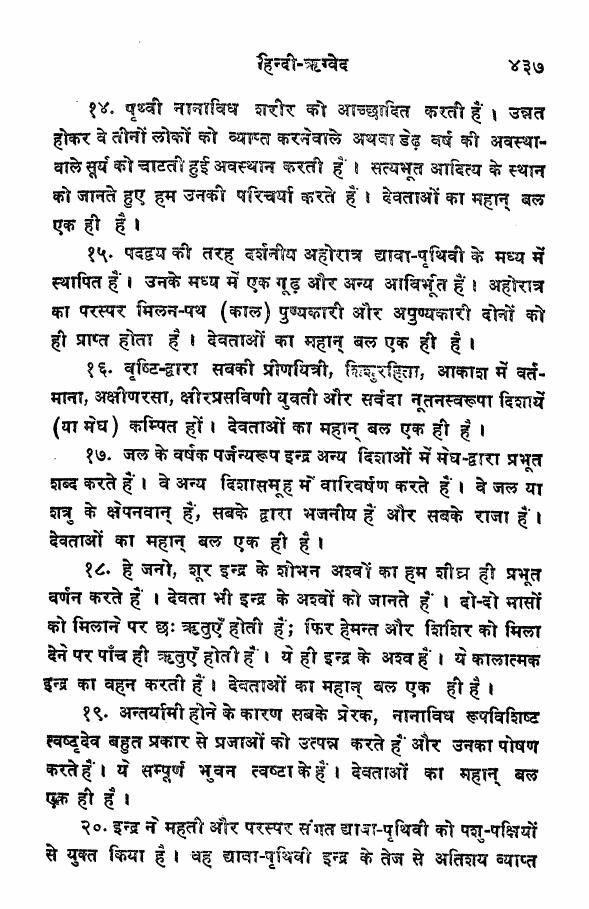 हिन्दी-ऋग्वेद ४३७
१४. पृथ्वी नानाविध शरीर को आच्छादित करती हैं । उन्नत
होकर वे तीनों लोकों को व्याप्त करनेवाले अथवा डेढ़ वर्ष की अवस्था-
वाले सूर्य को चाटती हुई अवस्थान करती हैं । सत्यभूत आदित्य के स्थान
को जानते हुए हम उनकी परिचर्या करते हैं । देवताओं का महान् बल
एक ही है ।
१५. पदद्वय की तरह दर्शनीय अहोरात्र द्यावा-पृथिवी के मध्य में
स्थापित हैं । उनके मध्य में एक गूढ़ और अन्य आविर्भूत हैं । अहोरात्र
का परस्पर मिलन-पथ (काल) पुण्यकारी और अपुण्यकारी दोनों को
ही प्राप्त होता है । देवताओं का महान् बल एक ही है ।
१६. वृष्टि-द्वारा सबकी प्रीणयित्री, शिशुरहिता, आकाश में वर्त-
माना, अक्षीणरसा, क्षीरप्रसविणी युवती और सर्वदा नूतनस्वरूपा दिशायें
(या मेघ) कम्पित हों । देवताओं का महान् बल एक ही है ।
१७. जल के वर्षक पर्जन्यरूप इन्द्र अन्य दिशाओं में मेघ-द्वारा प्रभूत
शब्द करते हैं । वे अन्य दिशासमूह में वारिवर्षण करते हैं । वे जल या
शत्रु के क्षेपनवान् हैं, सबके द्वारा भजनीय हैं और सबके राजा हैं ।
देवताओं का महान् बल एक ही है ।
१८. हे जनो, शूर इन्द्र के शोभन अश्वों का हम शीघ्र ही प्रभूत
वर्णन करते हैं । देवता भी इन्द्र के अश्वों को जानते हैं । दो-दो मासों
को मिलाने पर छः ऋतुएँ होती हैं; फिर हेमन्त और शिशिर को मिला
देने पर पाँच ही ऋतुएँ होती हैं । ये ही इन्द्र के अश्व हैं । ये कालात्मक
इन्द्र का वहन करती हैं । देवताओं का महान् बल एक ही है ।
१९. अन्तर्यामी होने के कारण सबके प्रेरक, नानाविध रूपविशिष्ट
त्वष्टृदेव बहुत प्रकार से प्रजाओं को उत्पन्न करते हैं और उनका पोषण
करते हैं । ये सम्पूर्ण भुवन त्वष्टा के हैं । देवताओं का महान् बल
एक ही है ।
२०. इन्द्र ने महती और परस्पर संगत द्यावा-पृथिवी को पशु-पक्षियों
से युक्त किया है । वह द्यावा-पृथिवी इन्द्र के तेज से अतिशय व्याप्त